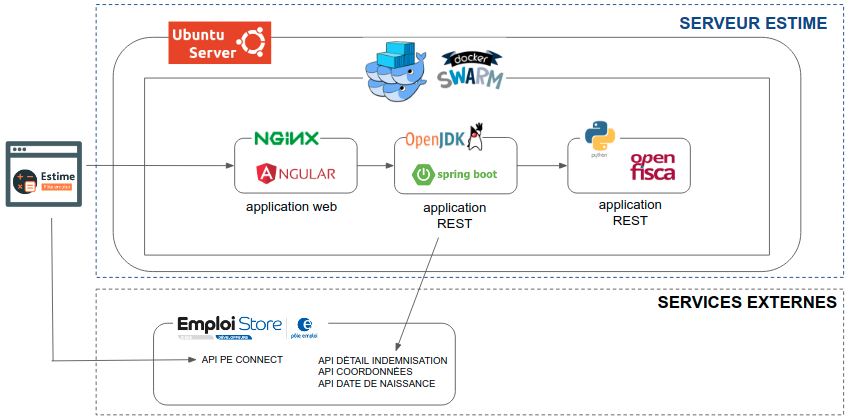 SERVEUR ESTIME
Ubuntu
Server
docker
SWARM
NGINX
ANGULAR
application web
OpenJDK
spring boot
application
REST
python
open
fisca
application
REST
Estime
SERVICES EXTERNES
Emploi Store
DÉVELOPPEURS
pôle emploi
API PE CONNECT
API DÉTAIL INDEMNISATION
API COORDONNÉES
API DATE DE NAISSANCE